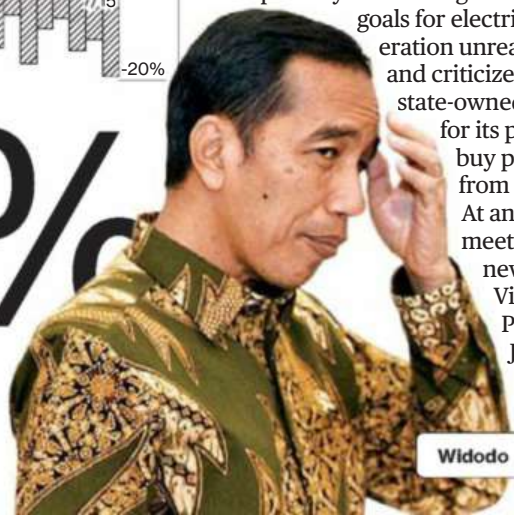 goals for electri
eration unrea
and criticize
state-owned
for its p
buy p
from
At an
meet
new
Vi
P
J
5
-20%
%
Widodo